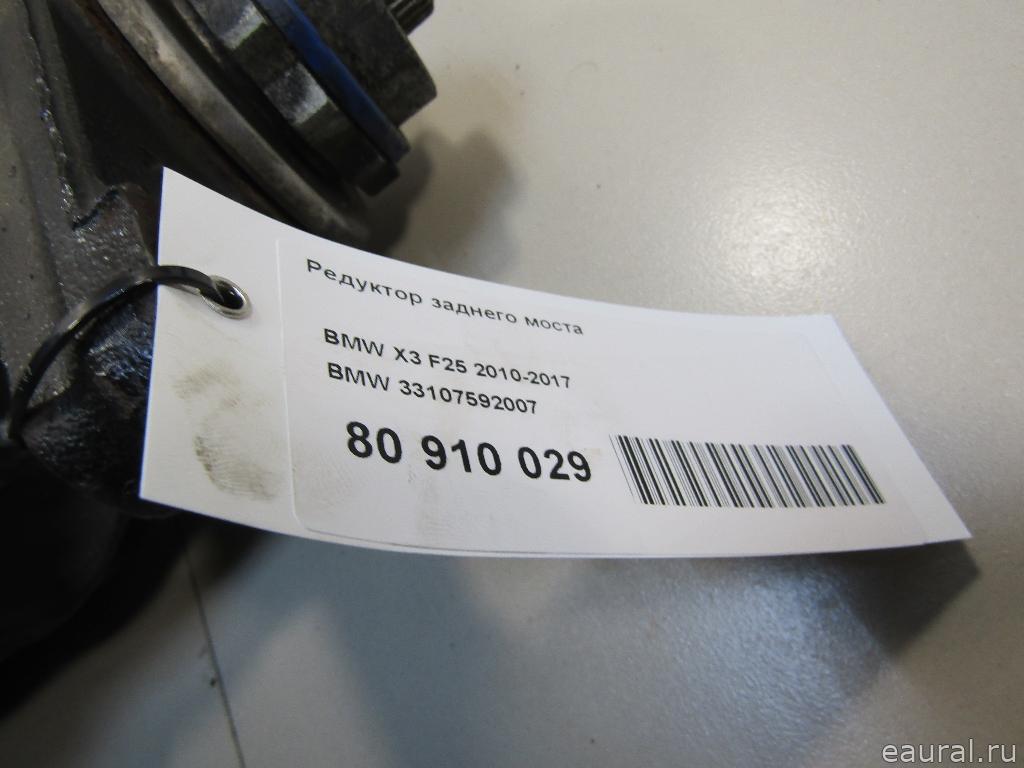 Редуктор заднего моста
BMW X3 F25 2010-2017
BMW 33107592007
80 910 029
eaural.ru